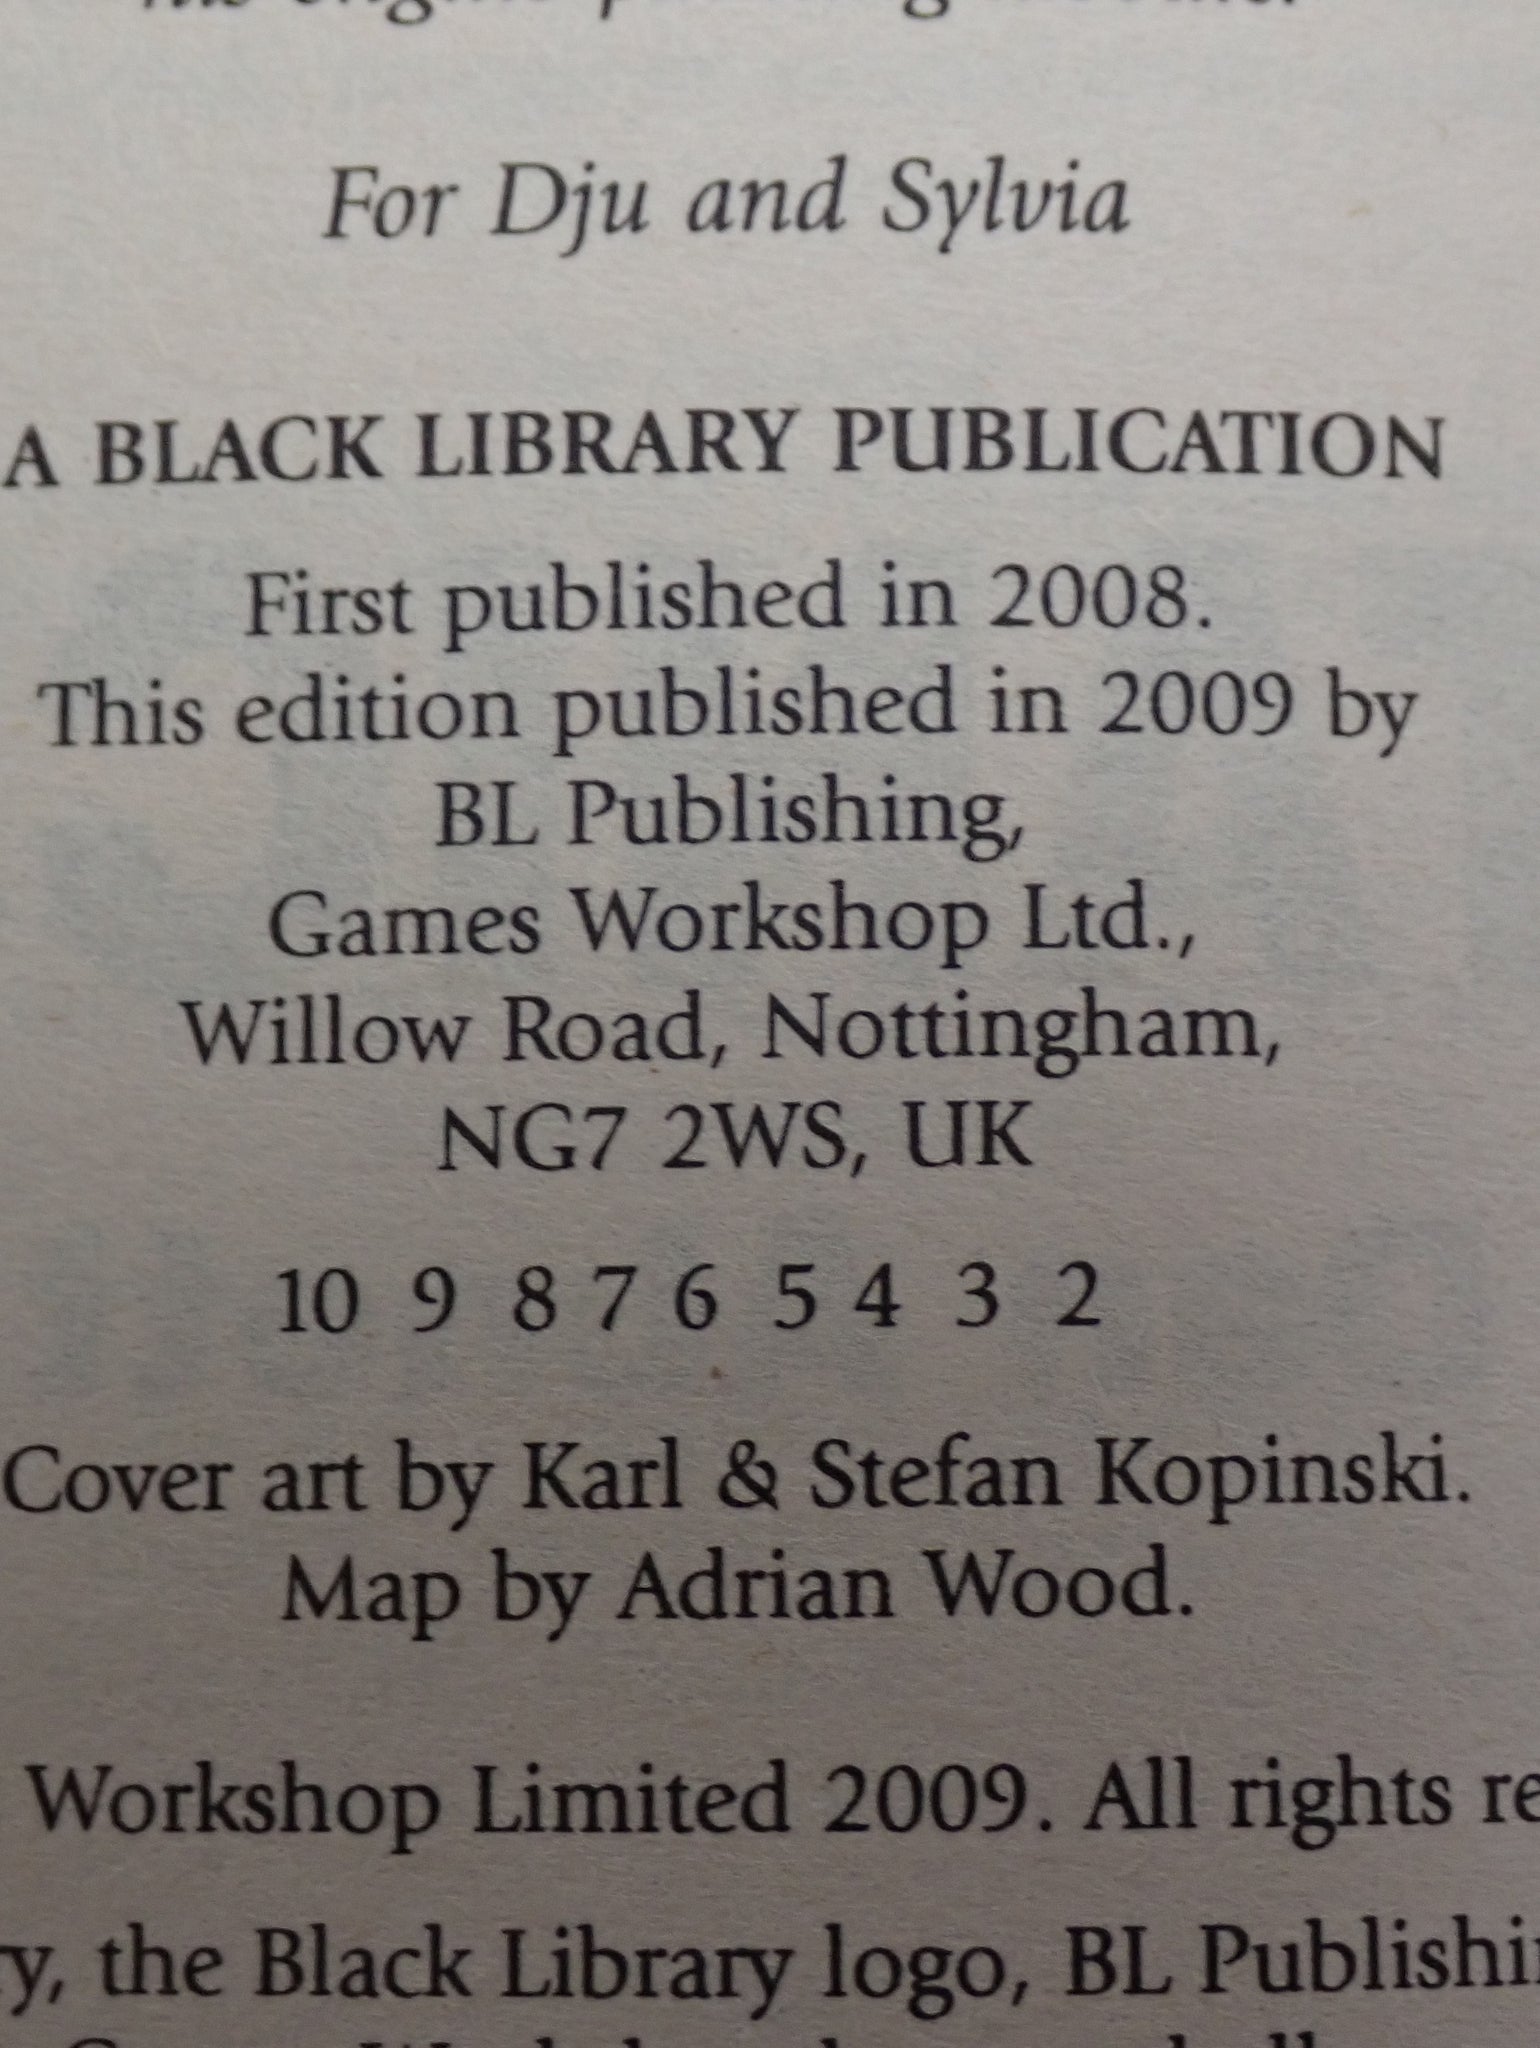 For Dju and Sylvia
A BLACK LIBRARY PUBLICATION
First published in 2008.
This edition published in 2009 by
BL Publishing,
Games Workshop Ltd.,
Willow Road, Nottingham,
NG7 2WS, UK
10 9 8 7 6 5 4 3 2
Cover art by Karl & Stefan Kopinski.
Map by Adrian Wood.
Workshop Limited 2009. All rights re
y, the Black Library logo, BL Publishin